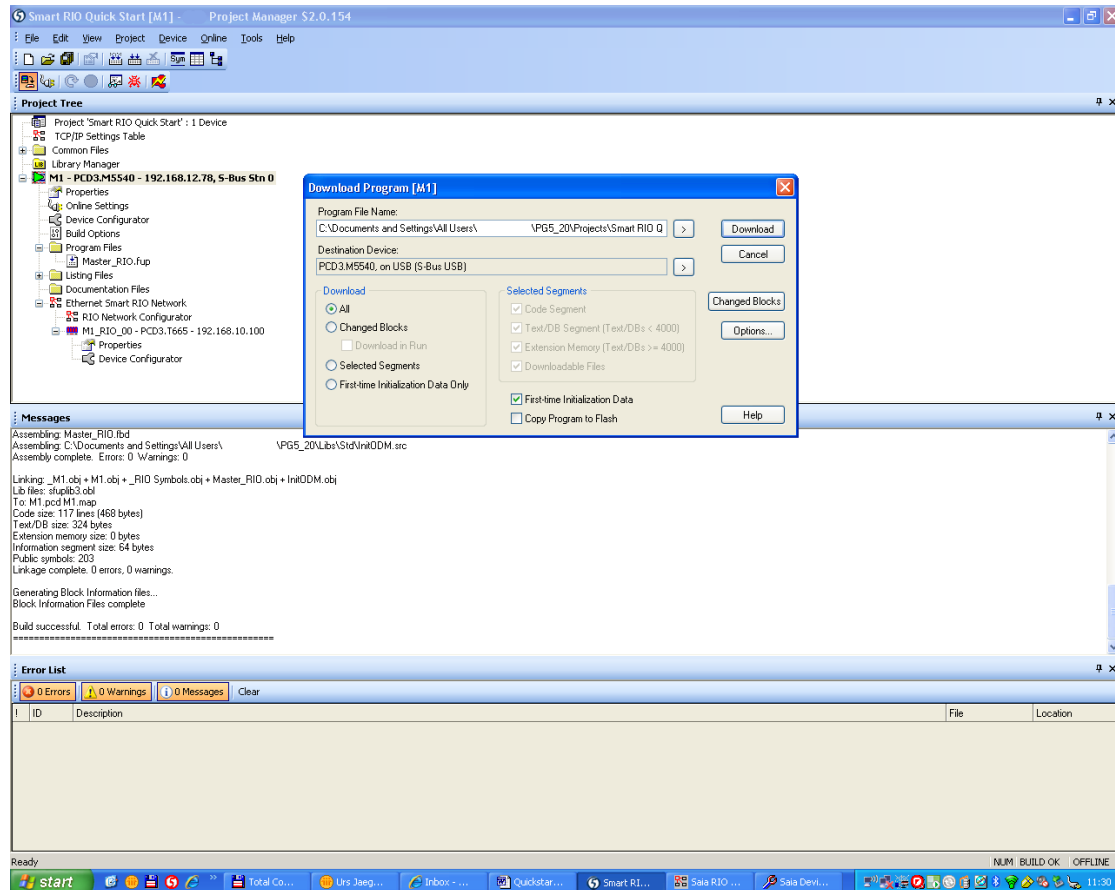 Smart RIO Quick Start [M1] - Project Manager $2.0.154
File Edit View Project Device Online Tools Help
Sym
Project Tree
Project 'Smart RIO Quick Start' : 1 Device
TCP/IP Settings Table
Common Files
Library Manager
M1 - PCD3.M5540 - 192.168.12.78, S-Bus Stn 0
Properties
Online Settings
Device Configurator
Build Options
Program Files
Master_RIO.fup
Listing Files
Documentation Files
Ethernet Smart RIO Network
RIO Network Configurator
M1_RIO_00 - PCD3.T665 - 192.168.10.100
Properties
Device Configurator
Download Program [M1]
Program File Name:
C:\Documents and Settings\All Users\ \PG5_20\Projects\Smart RIO Q >
Download
Destination Device:
Cancel
PCD3.M5540, on USB (S-Bus USB) >
Download
All
Changed Blocks
Download in Run
Selected Segments
First-time Initialization Data Only
Selected Segments
Code Segment
Text/DB Segment (Text/DBs < 4000)
Extension Memory (Text/DBs >= 4000)
Downloadable Files
First-time Initialization Data
Copy Program to Flash
Changed Blocks
Options...
Help
Messages
Assembling: Master_RIO.fbd
Assembling: C:\Documents and Settings\All Users\ \PG5_20\Libs\Std\InitODM.src
Assembly complete. Errors: 0 Warnings: 0
Linking: _M1.obj + M1.obj + _RIO Symbols.obj + Master_RIO.obj + InitODM.obj
Lib files: sfuplib3.obl
To: M1.pcd M1.map
Code size: 117 lines (468 bytes)
Text/DB size: 324 bytes
Extension memory size: 0 bytes
Information segment size: 64 bytes
Public symbols: 203
Linkage complete. 0 errors, 0 warnings.
Generating Block Information files...
Block Information Files complete
Build successful. Total errors: 0 Total warnings: 0
==================================================
Error List
0 Errors 0 Warnings 0 Messages Clear
! ID Description File Location
Ready NUM BUILD OK OFFLINE
start Total Co... Urs Jaeg... Inbox - ... Quickstar... Smart RI... Saia RIO ... Saia Devi... 11:39